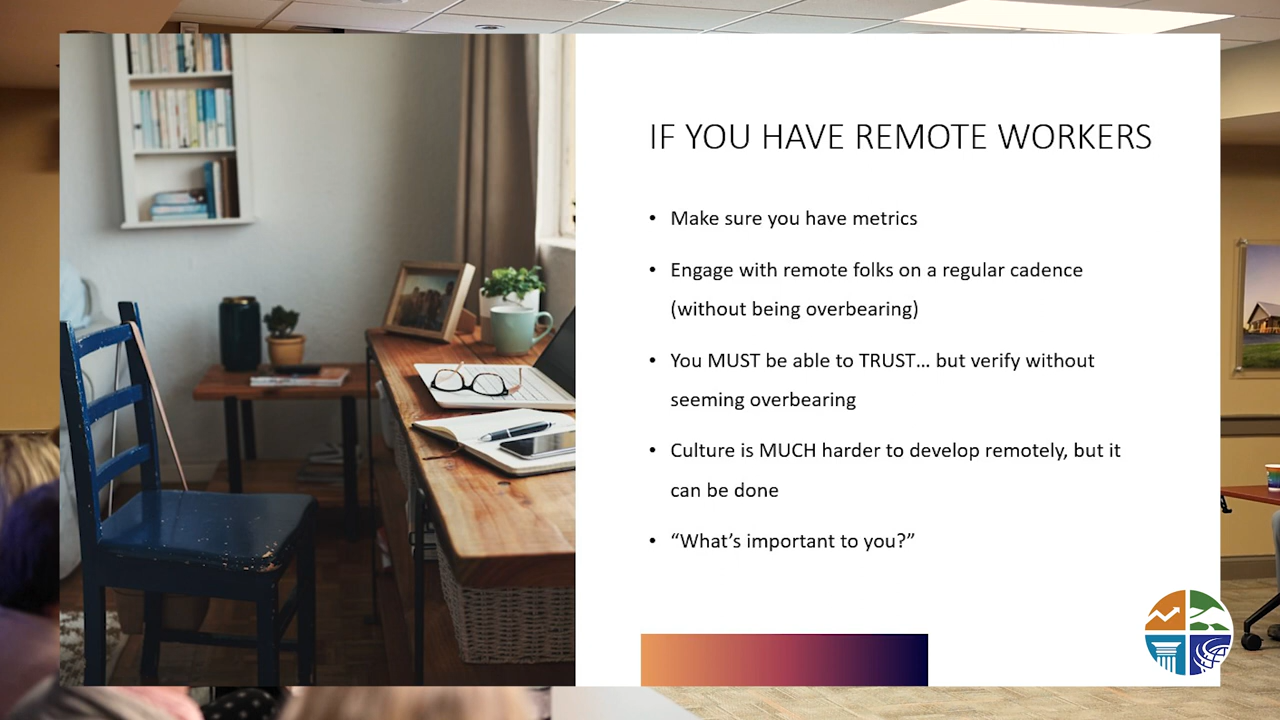 IF YOU HAVE REMOTE WORKERS
• Make sure you have metrics
• Engage with remote folks on a regular cadence
(without being overbearing)
• You MUST be able to TRUST... but verify without
seeming overbearing
• Culture is MUCH harder to develop remotely, but it
can be done
• “What’s important to you?”